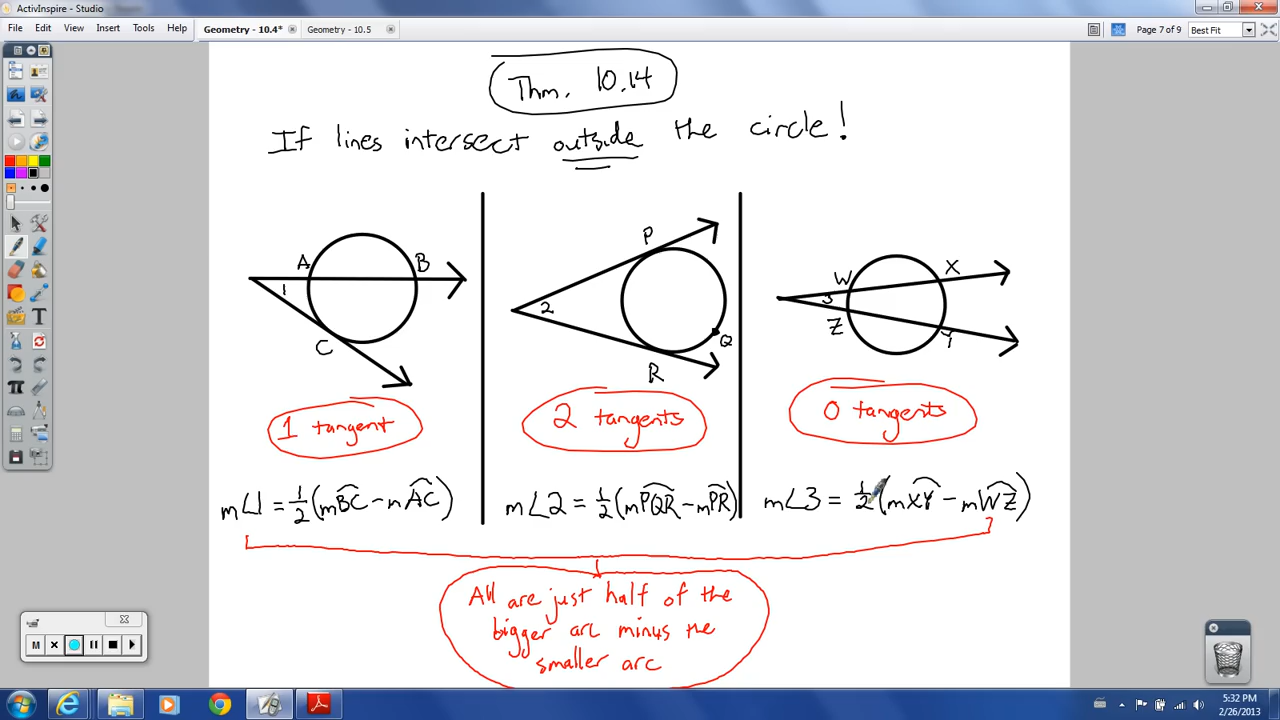 ActivInspire - Studio
File Edit View Insert Tools Help
Geometry - 10.4*
Geometry - 10.5
Page 7 of 9
Best Fit
Thm. 10.14
If lines intersect outside the circle!
A B
1
C
P
2
Q
R
W X
3
Z Y
1 tangent
2 tangents
0 tangents
m∠1 = 1/2 (mBC⌢ - mAC⌢)
m∠2 = 1/2 (mPQR⌢ - mPR⌢)
m∠3 = 1/2 (mXY⌢ - mWZ⌢)
All are just half of the
bigger arc minus the
smaller arc
M
5:32 PM
2/26/2013